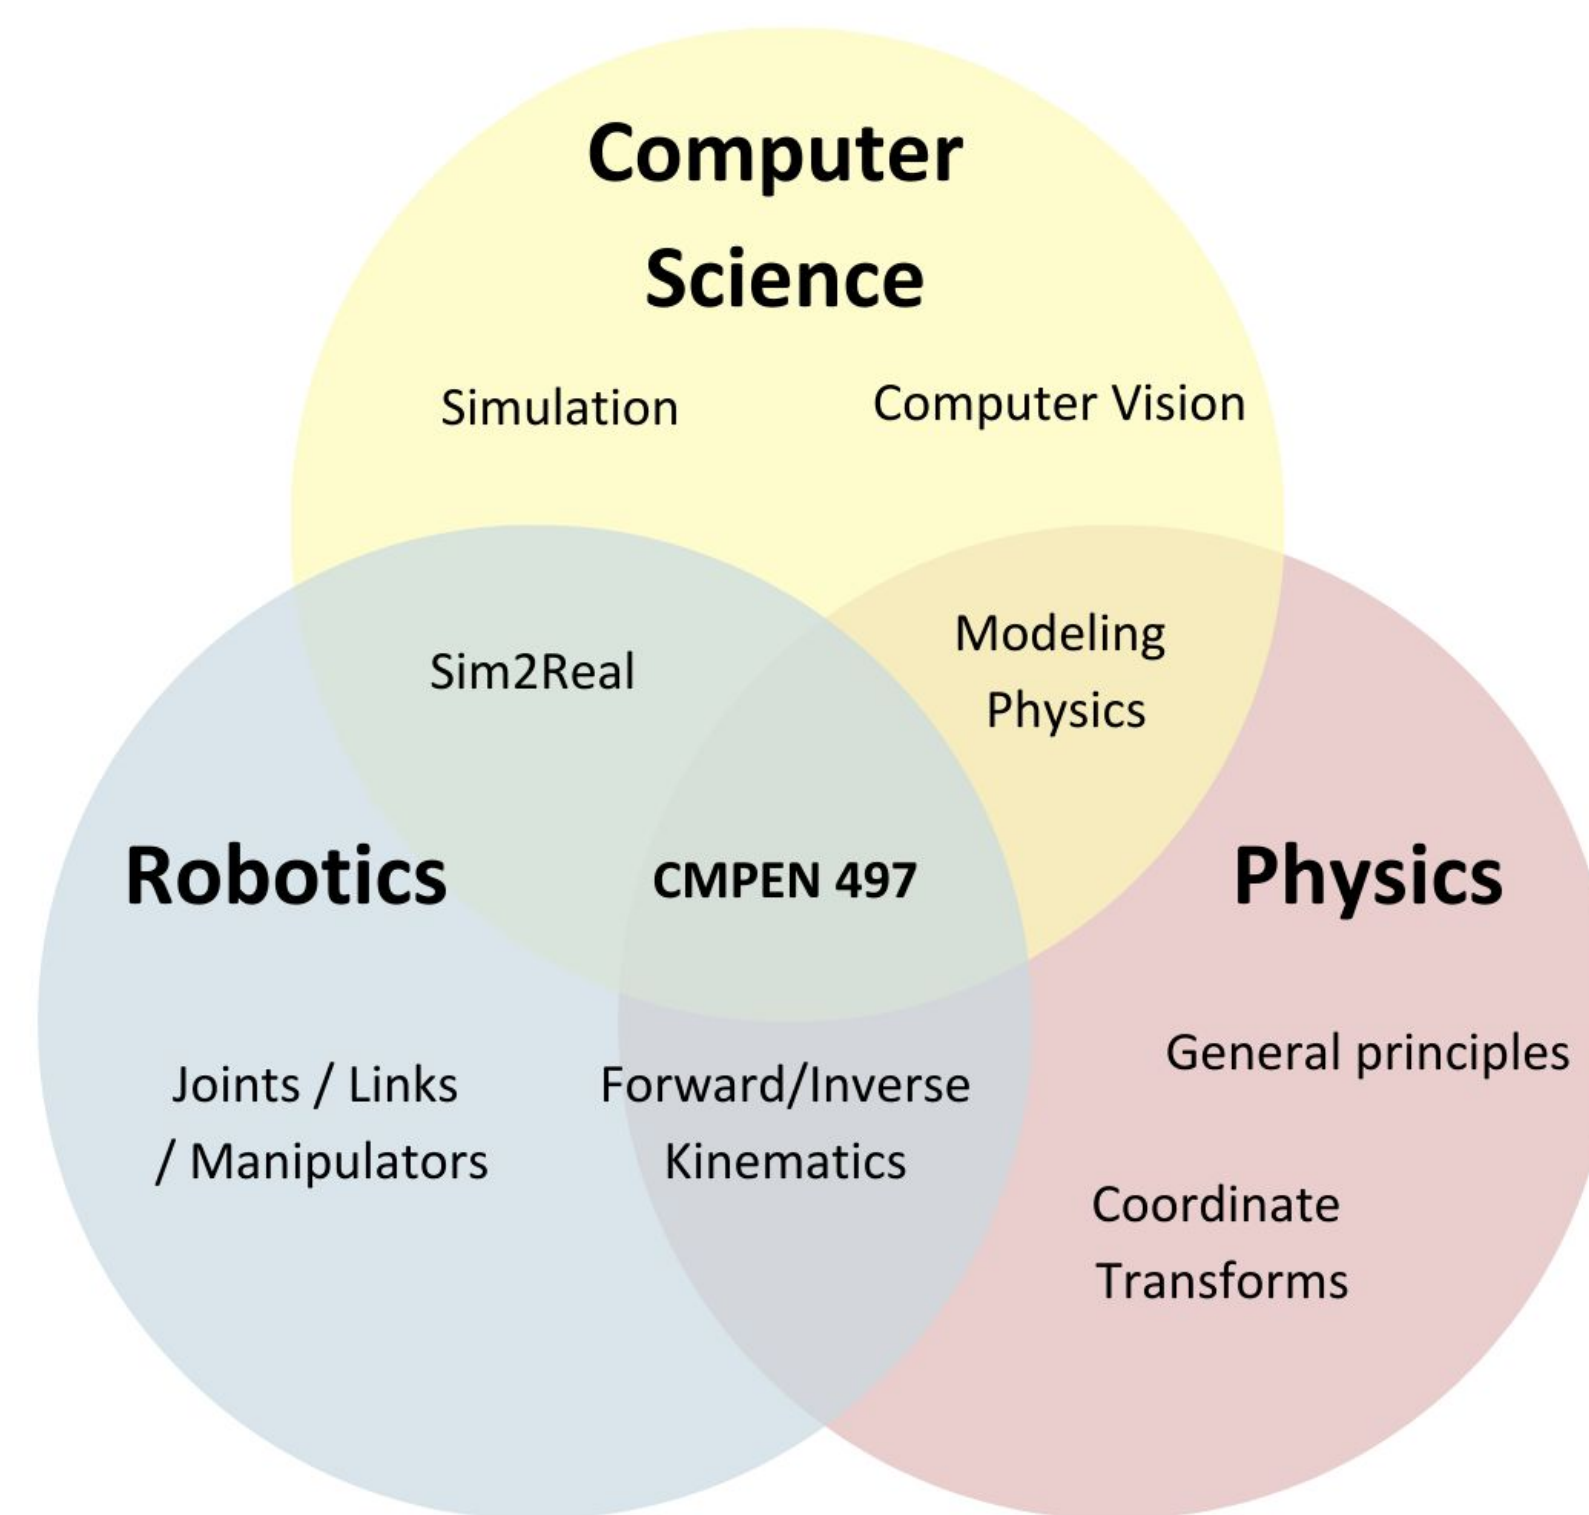 Computer
Science
Simulation
Computer Vision
Sim2Real
Modeling
Physics
Robotics
CMPEN 497
Physics
Joints / Links
/ Manipulators
Forward/Inverse
Kinematics
General principles
Coordinate
Transforms